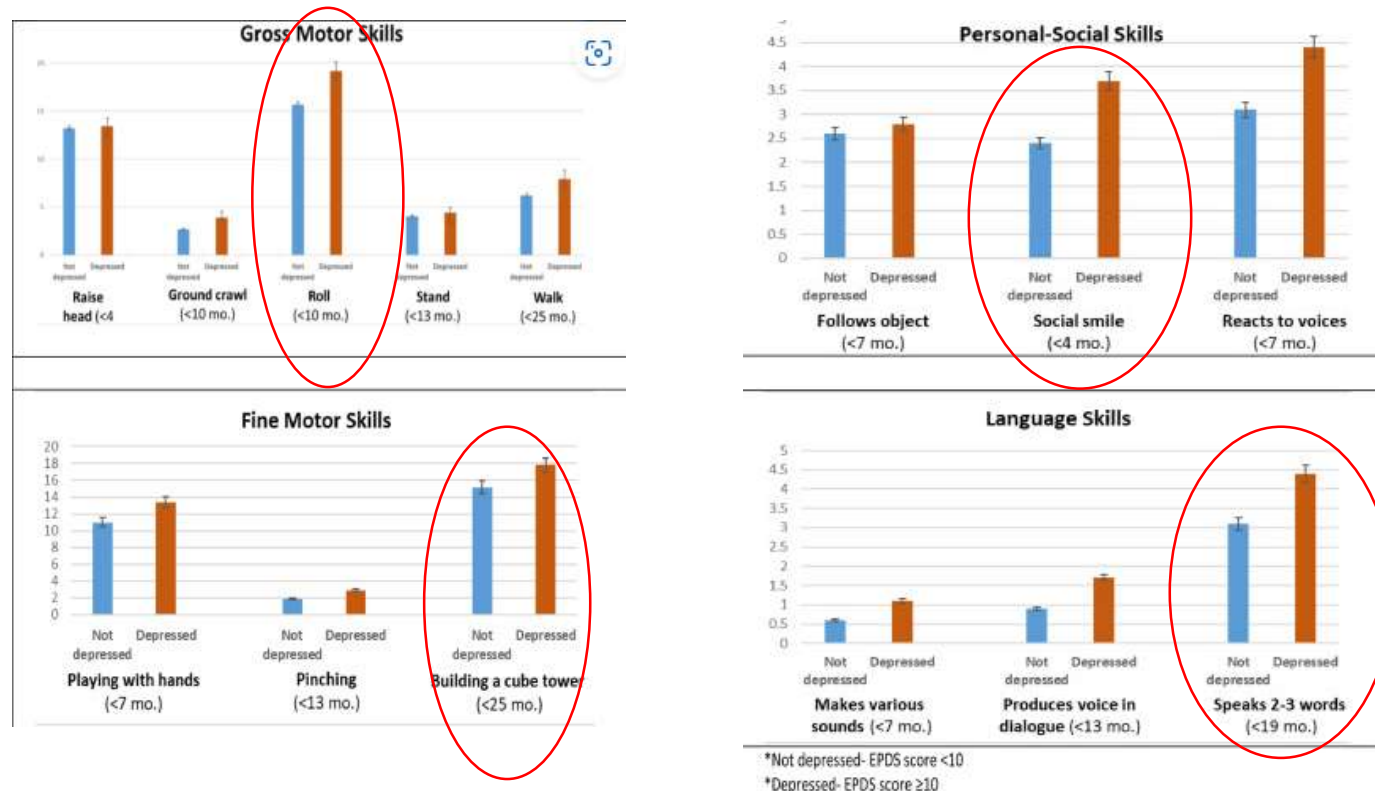 Gross Motor Skills
20
15
10
5
0
Not depressed Depressed Not depressed Depressed Not depressed Depressed Not depressed Depressed Not depressed Depressed
Raise head (<4
Ground crawl (<10 mo.)
Roll (<10 mo.)
Stand (<13 mo.)
Walk (<25 mo.)
Personal-Social Skills
4.5
4
3.5
3
2.5
2
1.5
1
0.5
0
Not depressed Depressed Not depressed Depressed Not depressed Depressed
Follows object (<7 mo.)
Social smile (<4 mo.)
Reacts to voices (<7 mo.)
Fine Motor Skills
20
18
16
14
12
10
8
6
4
2
0
Not depressed Depressed Not depressed Depressed Not depressed Depressed
Playing with hands (<7 mo.)
Pinching (<13 mo.)
Building a cube tower (<25 mo.)
Language Skills
5
4.5
4
3.5
3
2.5
2
1.5
1
0.5
0
Not depressed Depressed Not depressed Depressed Not depressed Depressed
Makes various sounds (<7 mo.)
Produces voice in dialogue (<13 mo.)
Speaks 2-3 words (<19 mo.)
*Not depressed- EPDS score <10
*Depressed- EPDS score ≥10